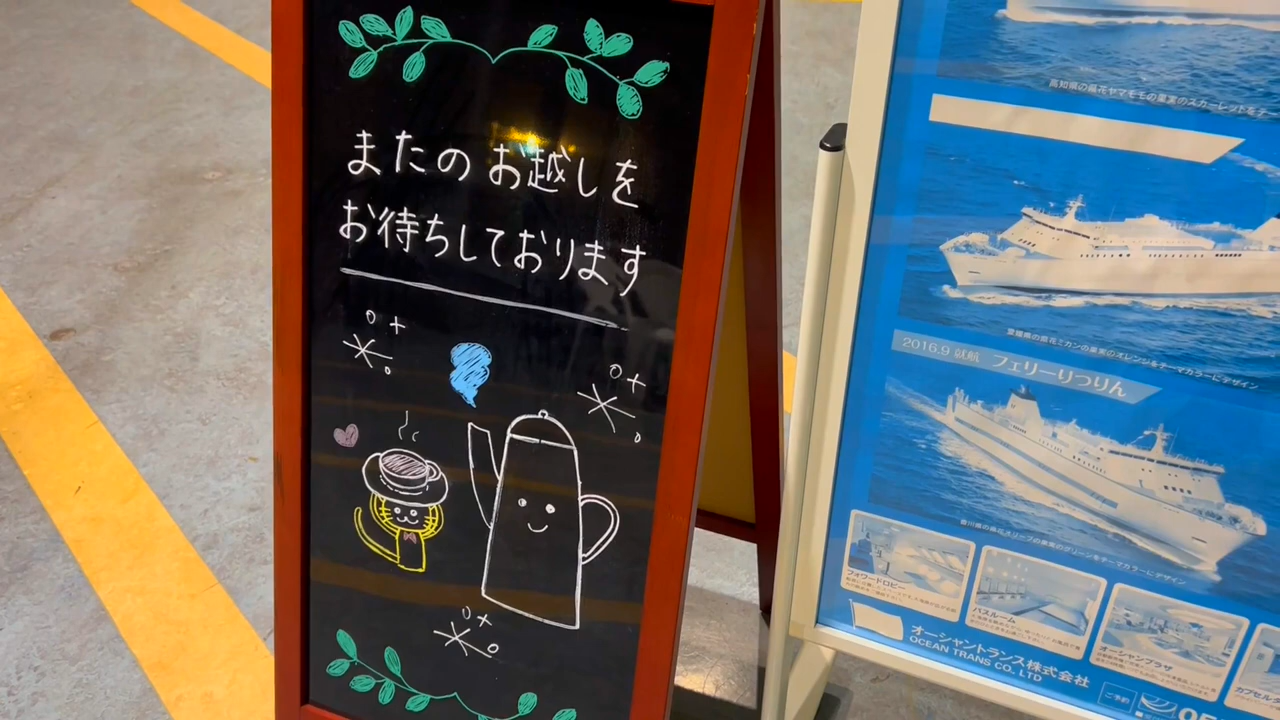 またのお越しを
お待ちしております
高知県の県花ヤマモモの果実のスカーレットをテ
愛媛県の県花ミカンの果実のオレンジをテーマカラーにデザイン
2016.9 就航 フェリーりつりん
香川県の県花オリーブの果実のグリーンをテーマカラーにデザイン
フォワードロビー
バスルーム
オーシャンプラザ
カプセル
オーシャントランス株式会社
OCEAN TRANS CO., LTD
ご予約